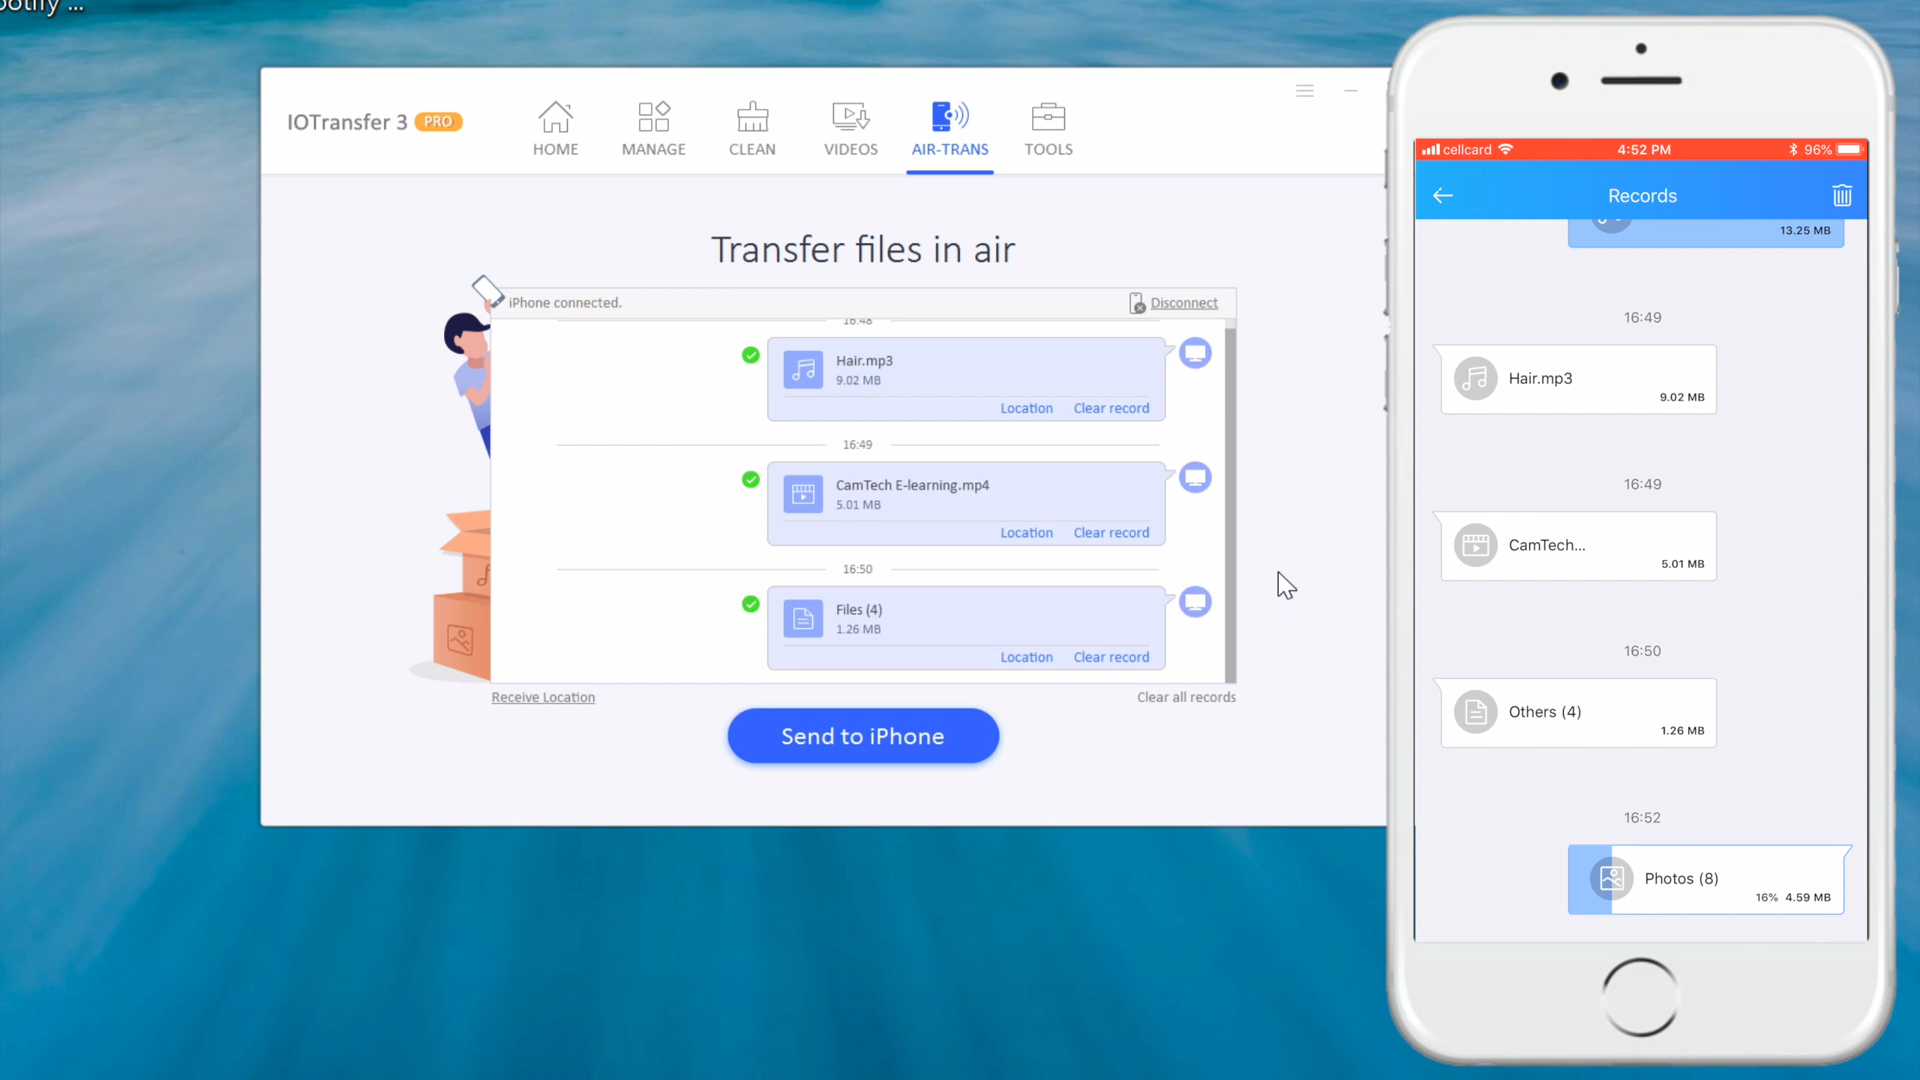 IOTransfer 3 PRO
HOME
MANAGE
CLEAN
VIDEOS
AIR-TRANS
TOOLS
Transfer files in air
iPhone connected.
Disconnect
16:48
Hair.mp3
9.02 MB
Location Clear record
16:49
CamTech E-learning.mp4
5.01 MB
Location Clear record
16:50
Files (4)
1.26 MB
Location Clear record
Receive Location
Clear all records
Send to iPhone
cellcard 4:52 PM 96%
Records
13.25 MB
16:49
Hair.mp3
9.02 MB
16:49
CamTech...
5.01 MB
16:50
Others (4)
1.26 MB
16:52
Photos (8)
16% 4.59 MB